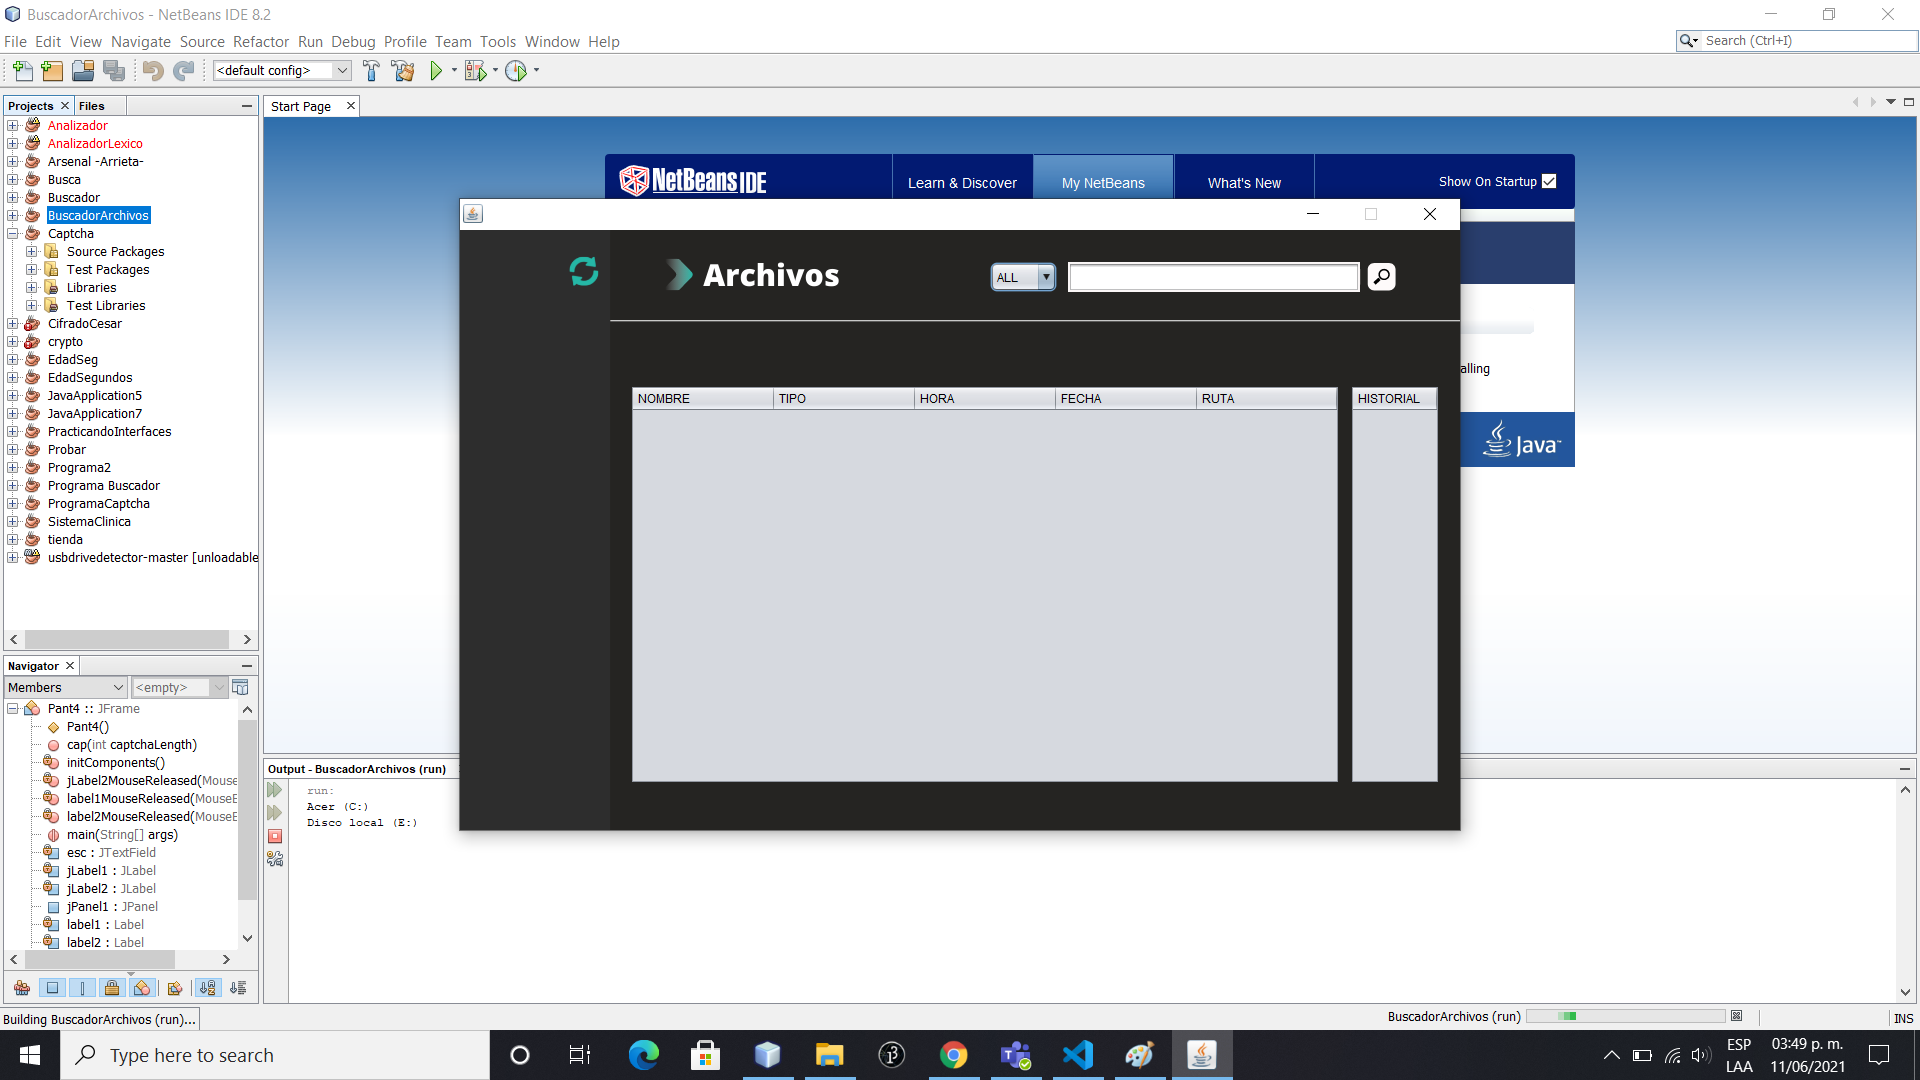 BuscadorArchivos - NetBeans IDE 8.2
File Edit View Navigate Source Refactor Run Debug Profile Team Tools Window Help
Search (Ctrl+I)
<default config>
Projects Files
Start Page
Analizador
AnalizadorLexico
Arsenal -Arrieta-
Busca
Buscador
BuscadorArchivos
Captcha
Source Packages
Test Packages
Libraries
Test Libraries
CifradoCesar
crypto
EdadSeg
EdadSegundos
JavaApplication5
JavaApplication7
PracticandoInterfaces
Probar
Programa2
Programa Buscador
ProgramaCaptcha
SistemaClinica
tienda
usbdrivedetector-master [unloadable
NetBeans IDE
Learn & Discover My NetBeans What's New Show On Startup
Archivos
ALL
NOMBRE TIPO HORA FECHA RUTA HISTORIAL
alling
Java™
Navigator
Members <empty>
Pant4 :: JFrame
Pant4()
cap(int captchaLength)
initComponents()
jLabel2MouseReleased(Mouse
label1MouseReleased(MouseE
label2MouseReleased(MouseE
main(String[] args)
esc : JTextField
jLabel1 : JLabel
jLabel2 : JLabel
jPanel1 : JPanel
label1 : Label
label2 : Label
Output - BuscadorArchivos (run)
run:
Acer (C:)
Disco local (E:)
Building BuscadorArchivos (run)...
BuscadorArchivos (run)
INS
Type here to search
ESP
LAA
03:49 p. m.
11/06/2021